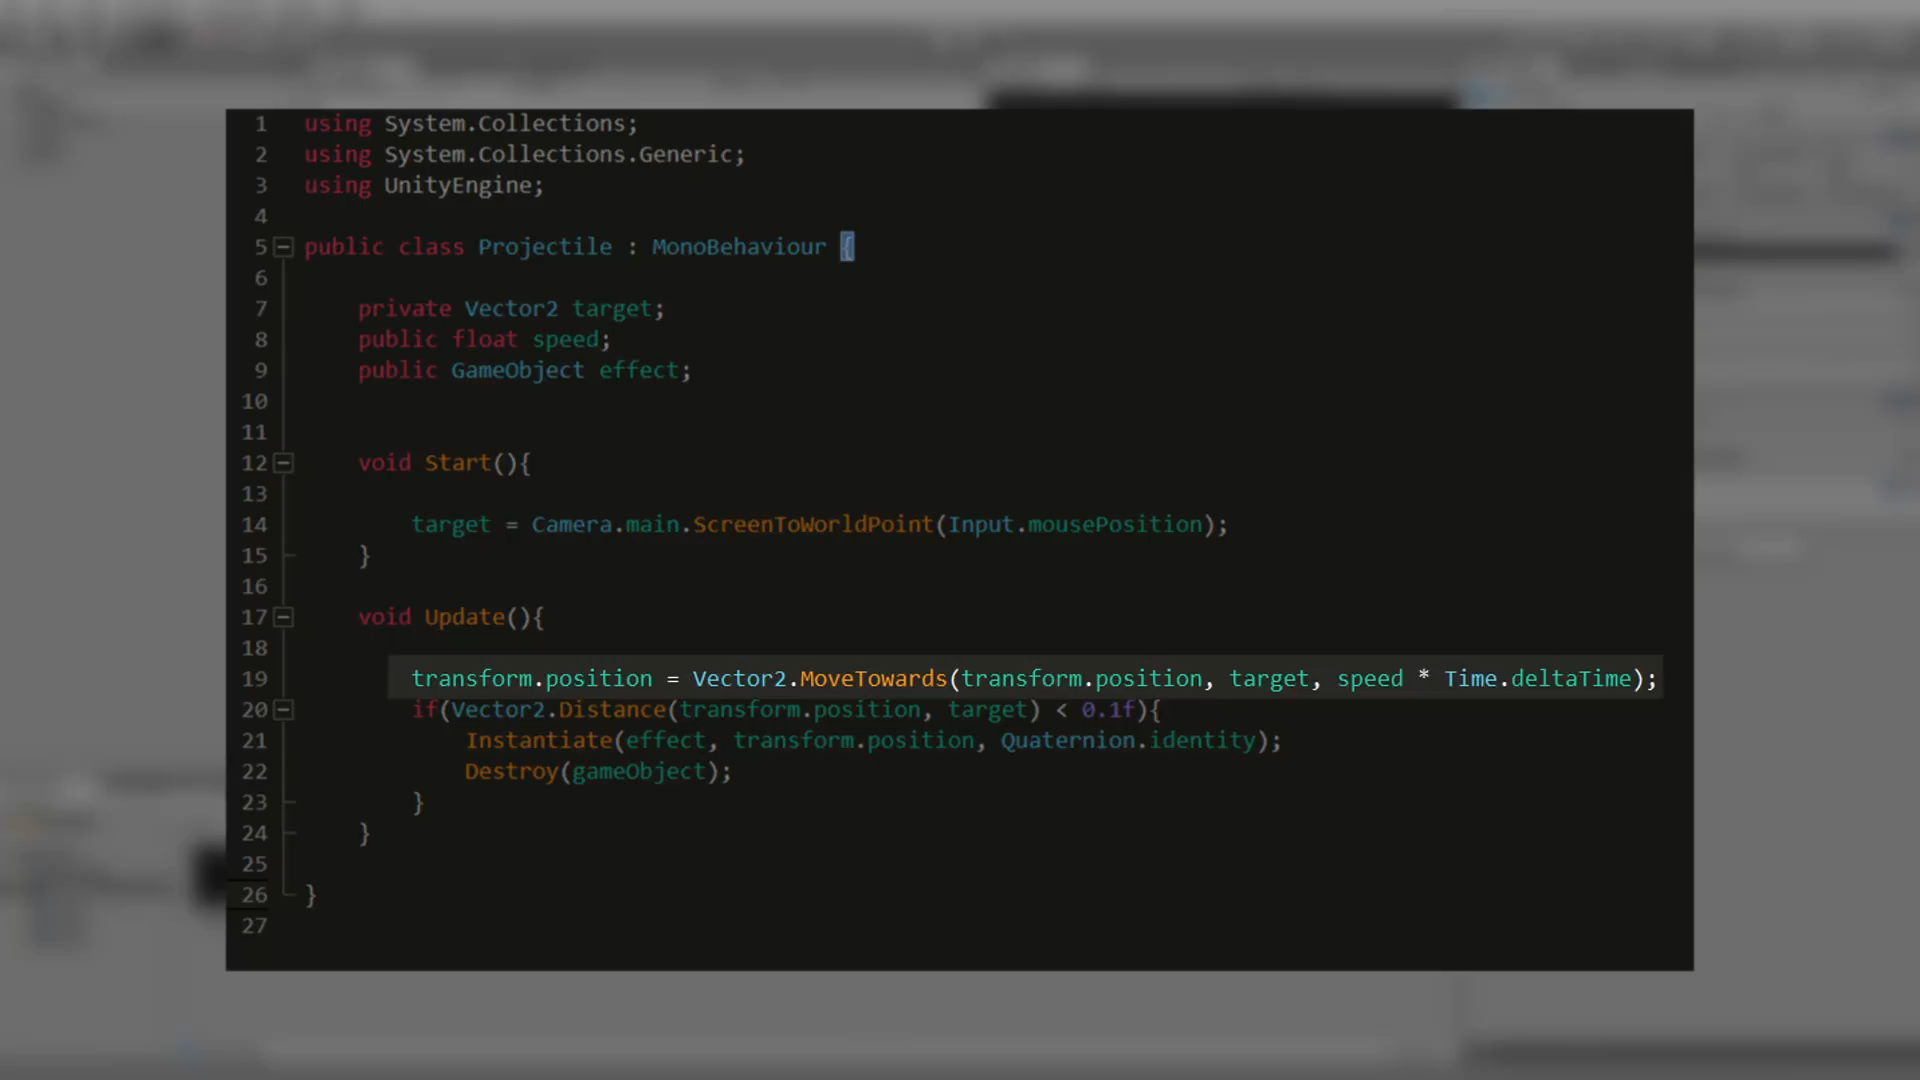 1 using System.Collections;
2 using System.Collections.Generic;
3 using UnityEngine;
4
5 public class Projectile : MonoBehaviour {
6
7 private Vector2 target;
8 public float speed;
9 public GameObject effect;
10
11
12 void Start(){
13
14 target = Camera.main.ScreenToWorldPoint(Input.mousePosition);
15 }
16
17 void Update(){
18
19 transform.position = Vector2.MoveTowards(transform.position, target, speed * Time.deltaTime);
20 if(Vector2.Distance(transform.position, target) < 0.1f){
21 Instantiate(effect, transform.position, Quaternion.identity);
22 Destroy(gameObject);
23 }
24 }
25
26 }
27